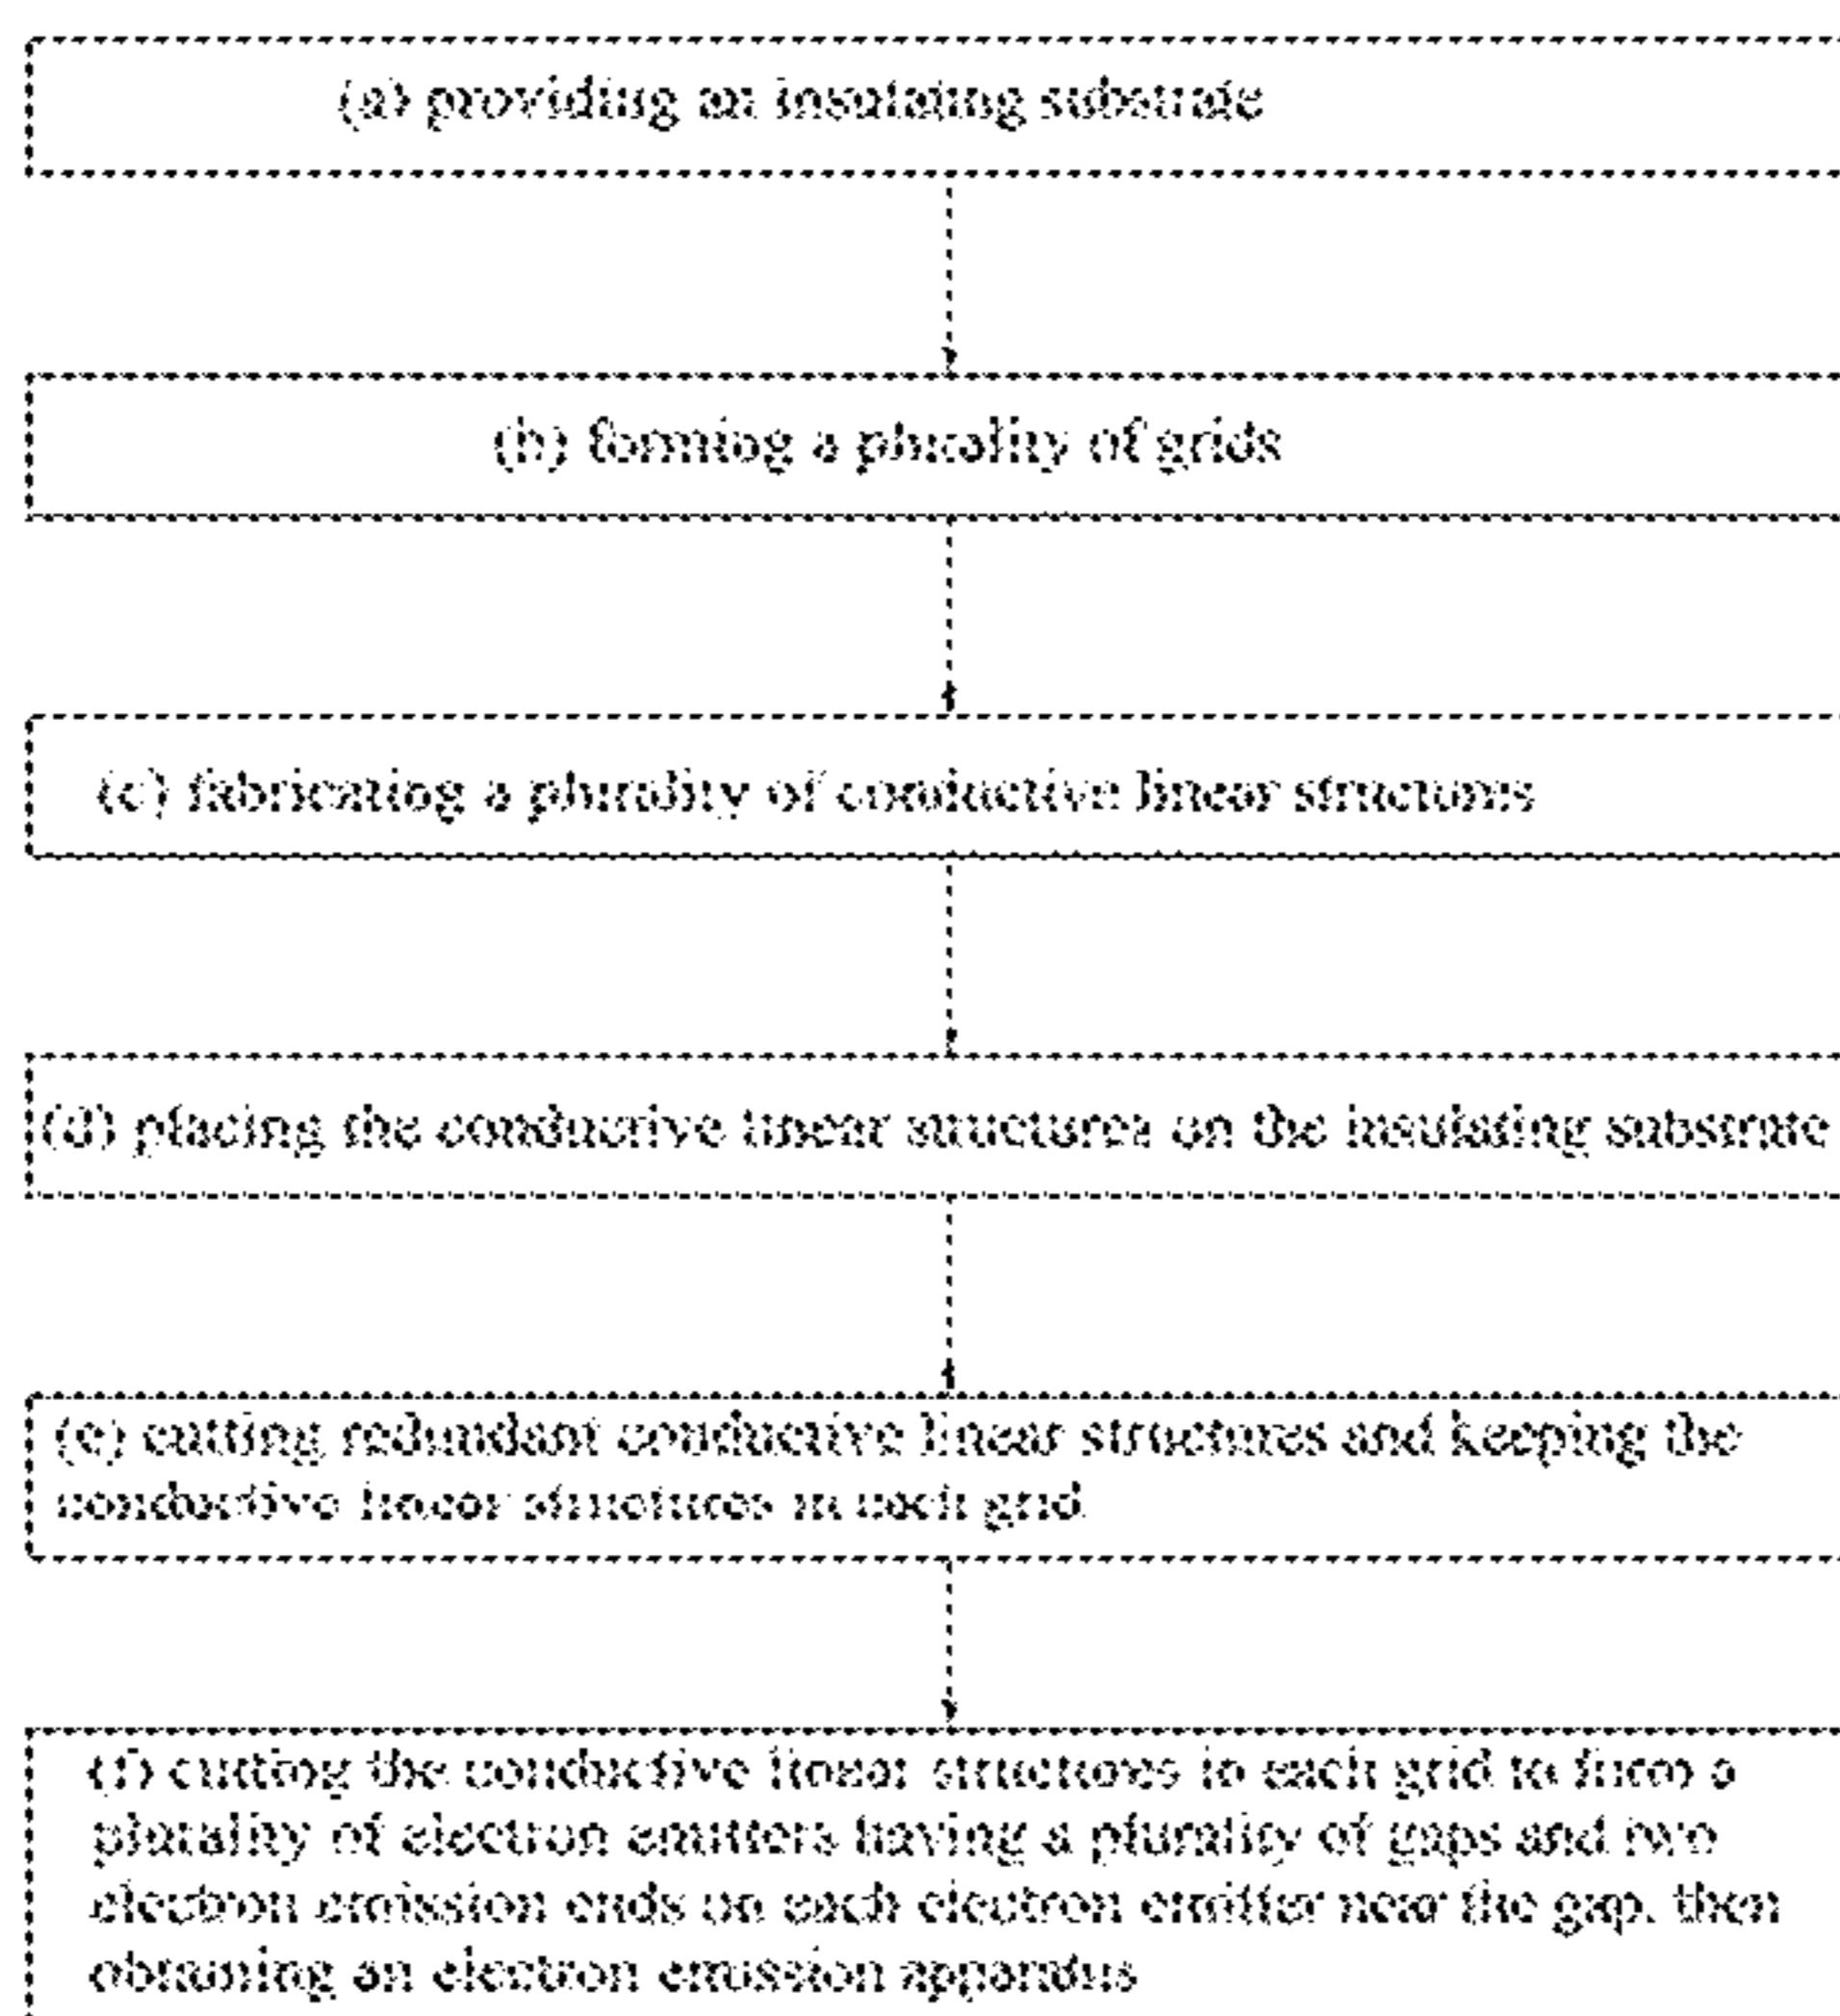 (a) providing an insulating substrate
(b) forming a plurality of grids
(c) fabricating a plurality of conductive linear structures
(d) placing the conductive linear structures on the insulating substrate
(e) cutting redundant conductive linear structures and keeping the
conductive linear structures in each grid
(f) cutting the conductive linear structures in each grid to form a
plurality of electron emitters having a plurality of gaps and two
electron emission ends on each electron emitter near the gap, then
obtaining an electron emission apparatus